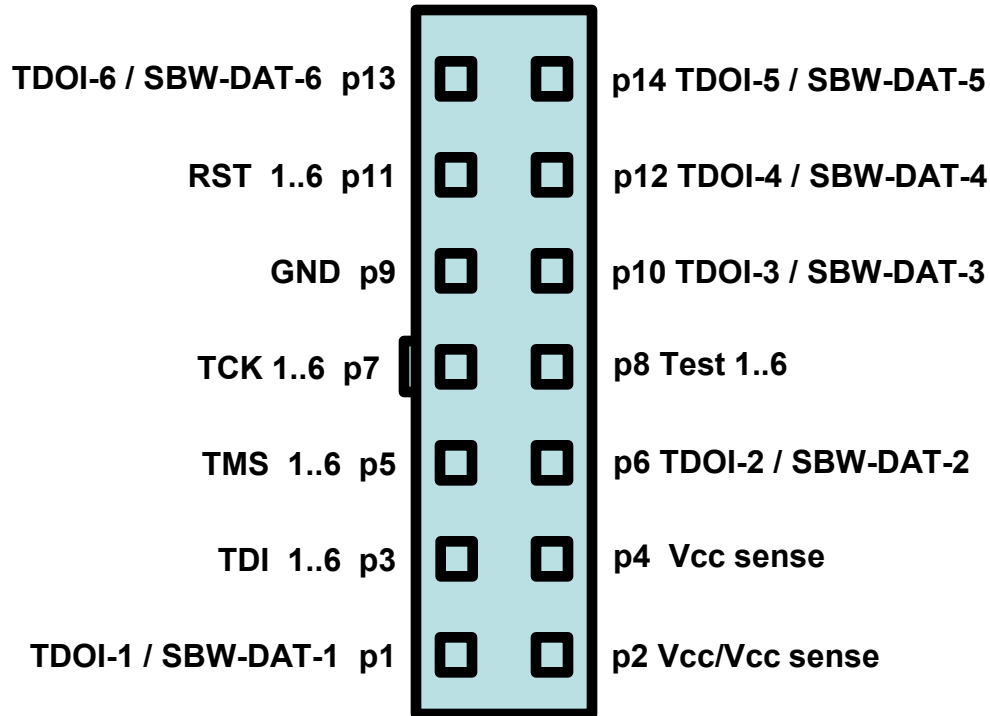 TDOI-6 / SBW-DAT-6 p13
p14 TDOI-5 / SBW-DAT-5
RST 1..6 p11
p12 TDOI-4 / SBW-DAT-4
GND p9
p10 TDOI-3 / SBW-DAT-3
TCK 1..6 p7
p8 Test 1..6
TMS 1..6 p5
p6 TDOI-2 / SBW-DAT-2
TDI 1..6 p3
p4 Vcc sense
TDOI-1 / SBW-DAT-1 p1
p2 Vcc/Vcc sense